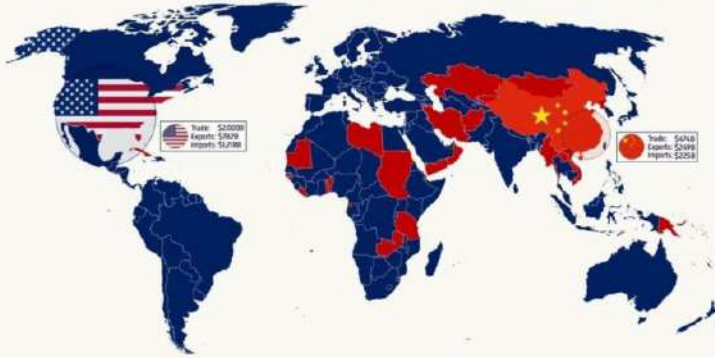 Trade: $2,000B
Exports: $782B
Imports: $1,218B
Trade: $474B
Exports: $249B
Imports: $225B